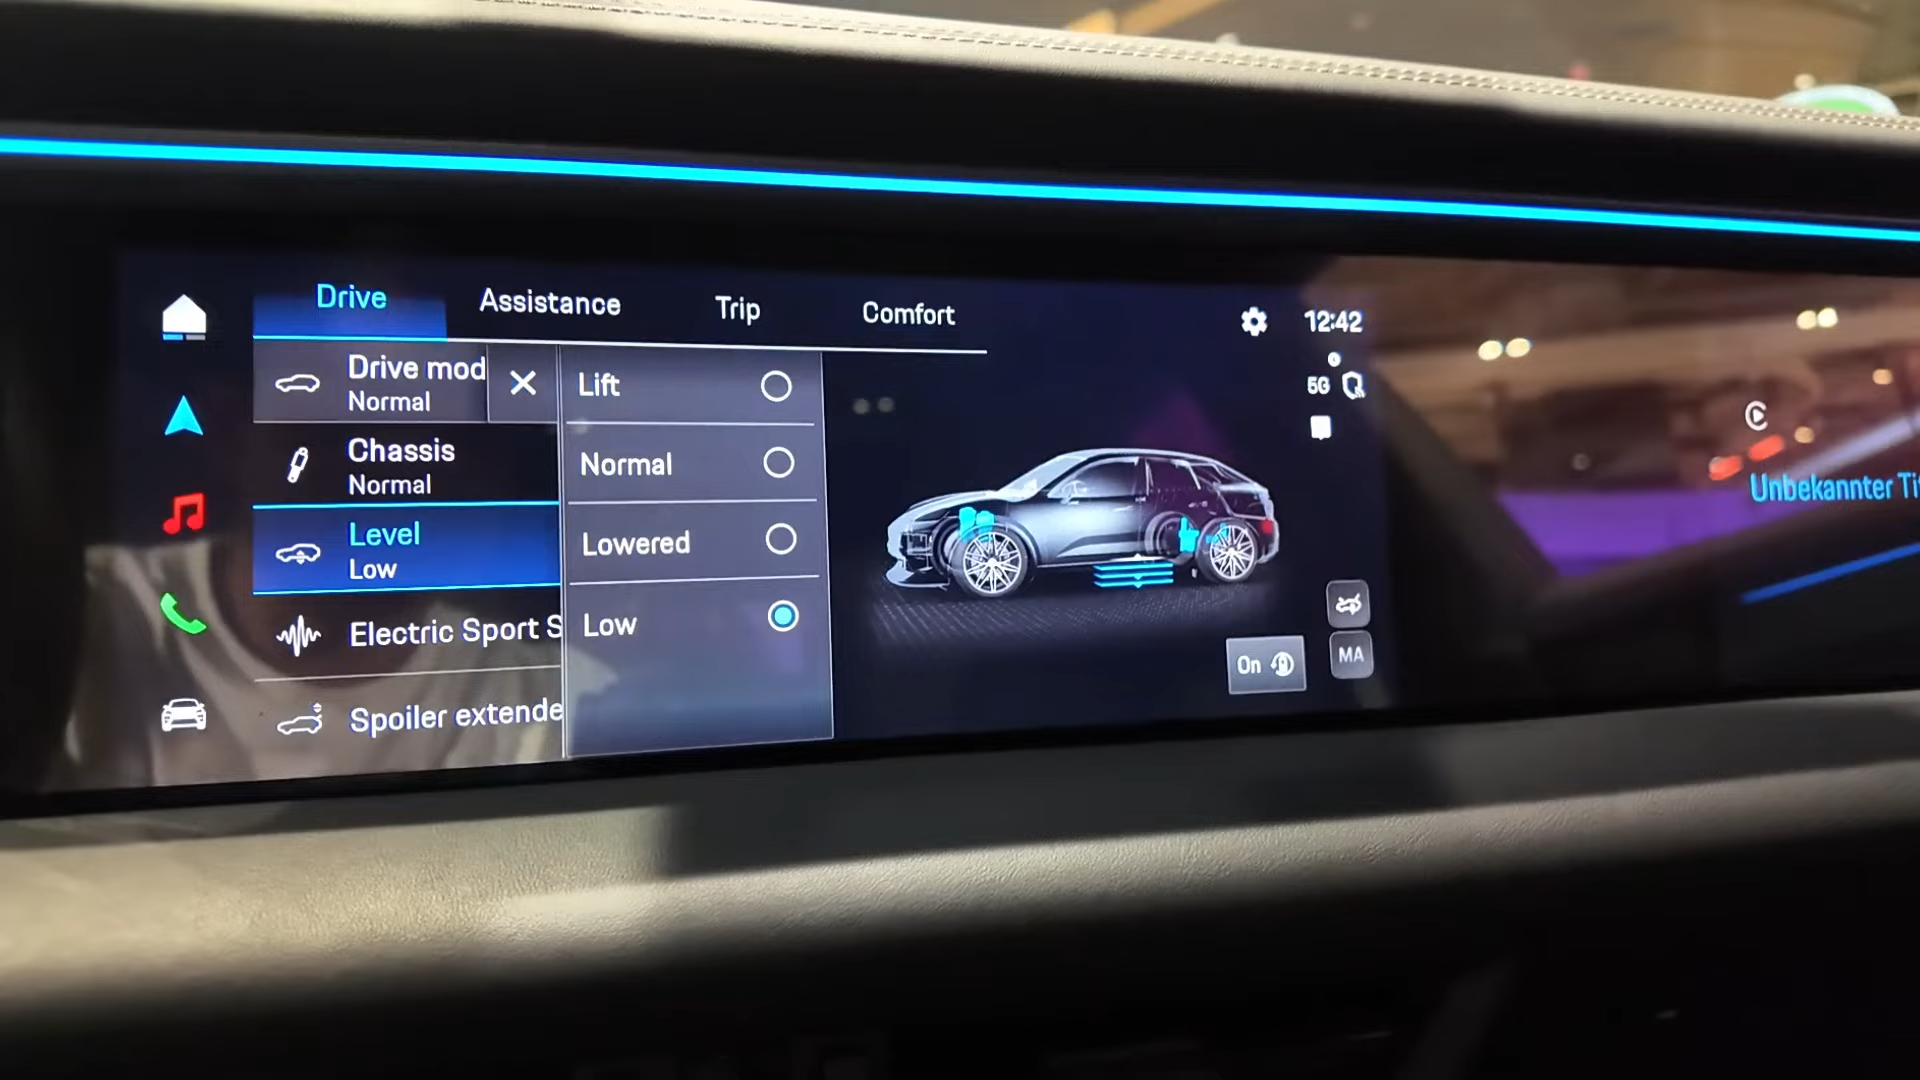 Drive
Assistance
Trip
Comfort
12:42
5G
Drive mod
Normal
Chassis
Normal
Level
Low
Electric Sport S
Spoiler extende
Lift
Normal
Lowered
Low
On
MA
Unbekannter Ti